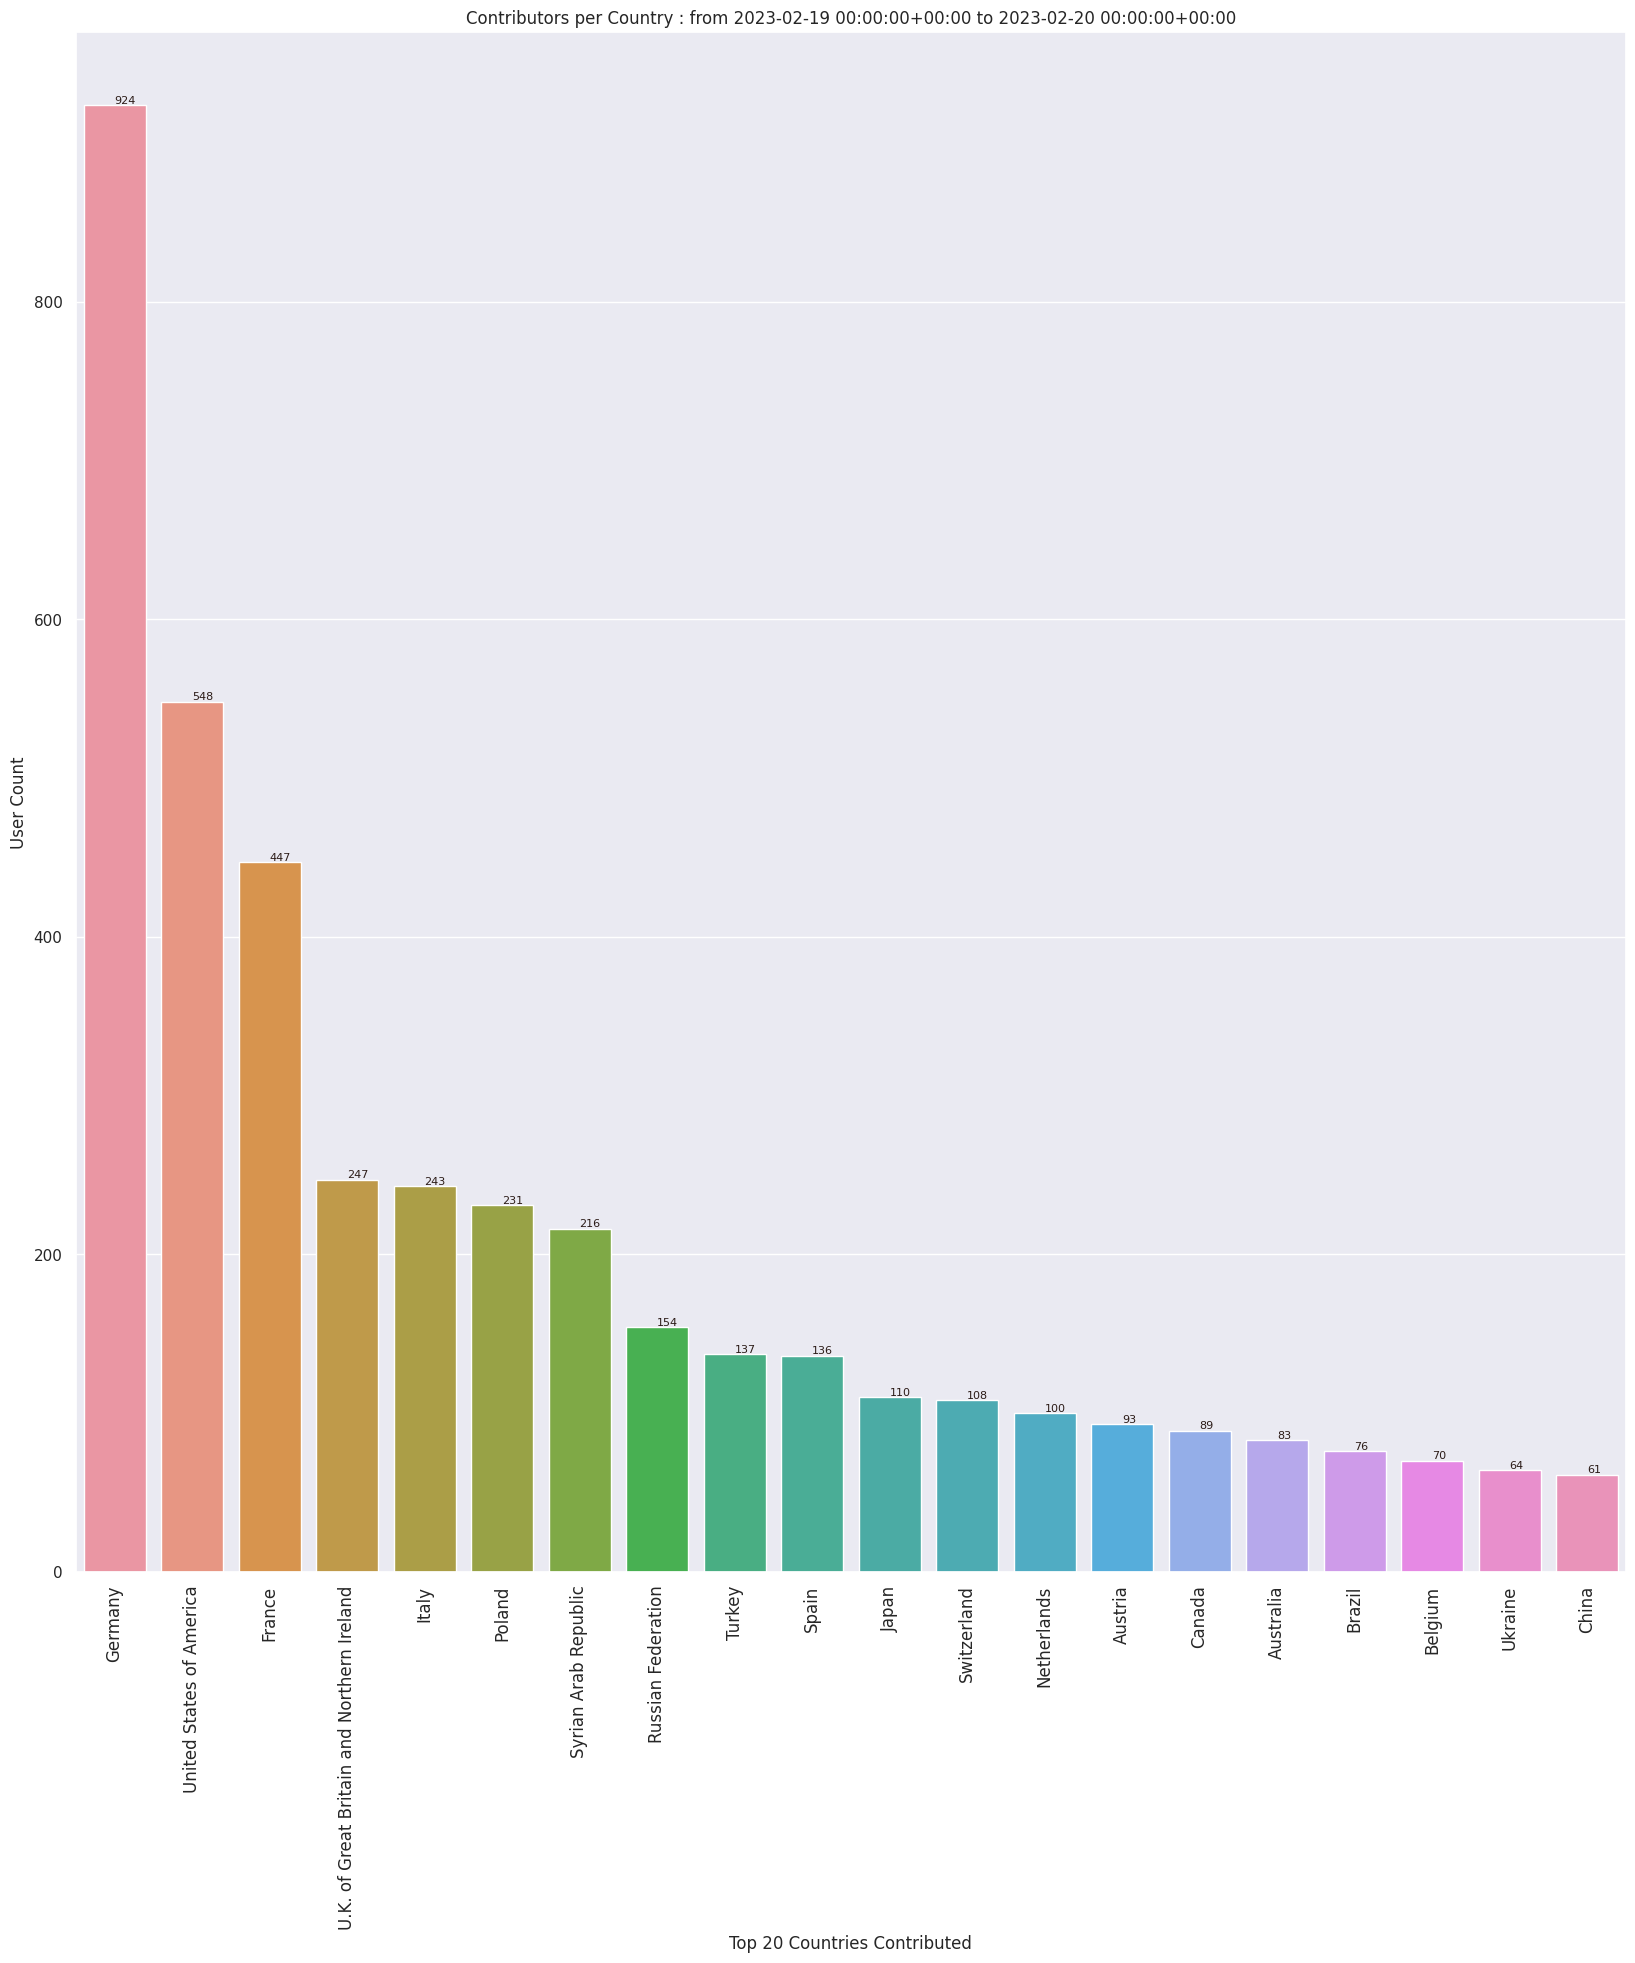 Contributors per Country : from 2023-02-19 00:00:00+00:00 to 2023-02-20 00:00:00+00:00
User Count
800
600
400
200
0
924
548
447
247
243
231
216
154
137
136
110
108
100
93
89
83
76
70
64
61
Germany
United States of America
France
U.K. of Great Britain and Northern Ireland
Italy
Poland
Syrian Arab Republic
Russian Federation
Turkey
Spain
Japan
Switzerland
Netherlands
Austria
Canada
Australia
Brazil
Belgium
Ukraine
China
Top 20 Countries Contributed